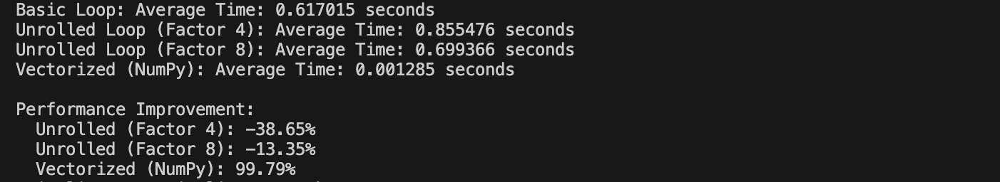 Basic Loop: Average Time: 0.617015 seconds
Unrolled Loop (Factor 4): Average Time: 0.855476 seconds
Unrolled Loop (Factor 8): Average Time: 0.699366 seconds
Vectorized (NumPy): Average Time: 0.001285 seconds
Performance Improvement:
Unrolled (Factor 4): -38.65%
Unrolled (Factor 8): -13.35%
Vectorized (NumPy): 99.79%